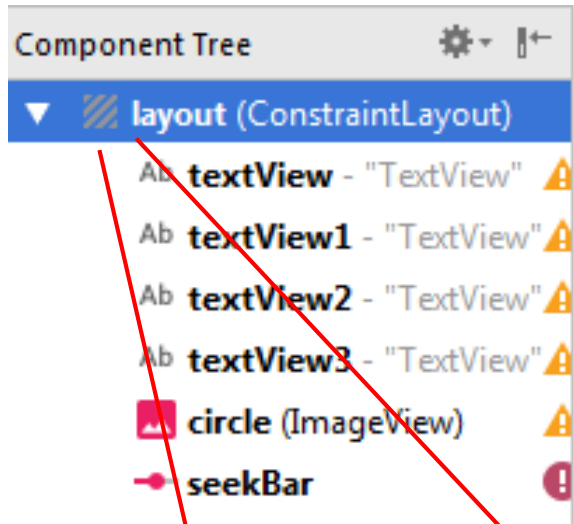 Component Tree
layout (ConstraintLayout)
Ab textView - "TextView"
Ab textView1 - "TextView"
Ab textView2 - "TextView"
Ab textView3 - "TextView"
circle (ImageView)
seekBar